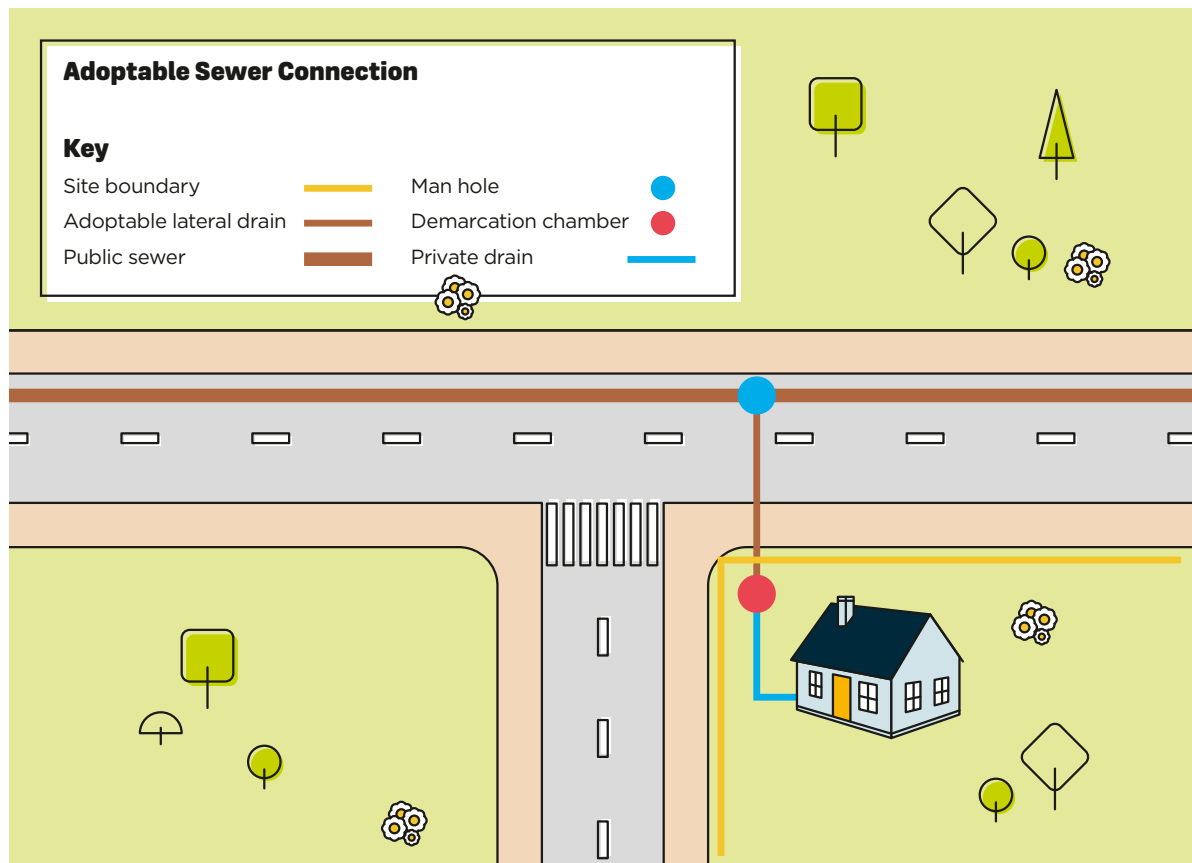 Adoptable Sewer Connection
Key
Site boundary
Man hole
Adoptable lateral drain
Demarcation chamber
Public sewer
Private drain